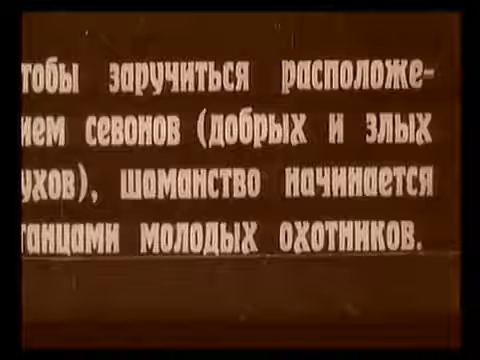 тобы заручиться расположе-
ием севонов (добрых и злых
ухов), шаманство начинается
танцами молодых охотников.